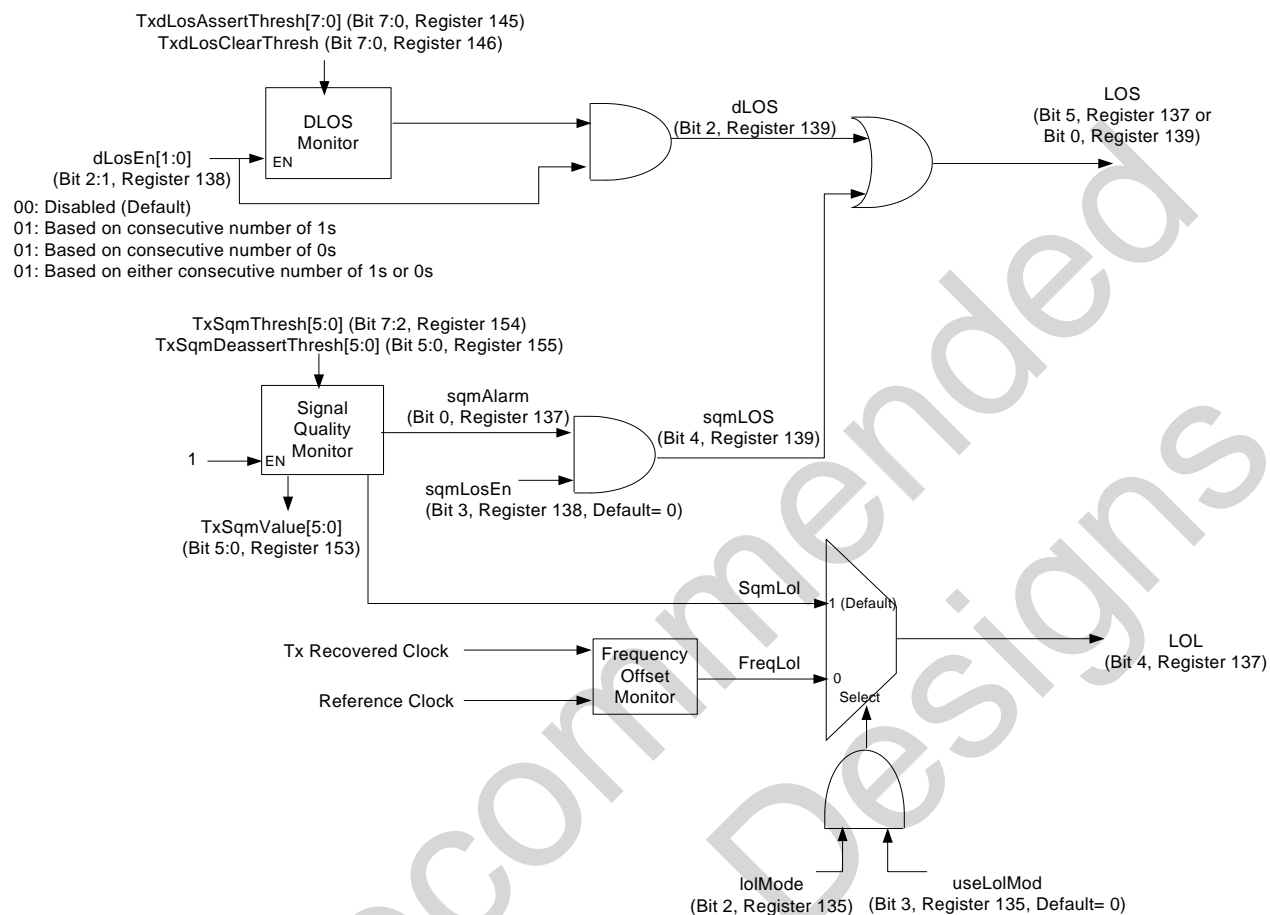 TxdLosAssertThresh[7:0] (Bit 7:0, Register 145)
TxdLosClearThresh (Bit 7:0, Register 146)
DLOS
Monitor
EN
dLosEn[1:0]
(Bit 2:1, Register 138)
00: Disabled (Default)
01: Based on consecutive number of 1s
01: Based on consecutive number of 0s
01: Based on either consecutive number of 1s or 0s
dLOS
(Bit 2, Register 139)
LOS
(Bit 5, Register 137 or
Bit 0, Register 139)
TxSqmThresh[5:0] (Bit 7:2, Register 154)
TxSqmDeassertThresh[5:0] (Bit 5:0, Register 155)
Signal
Quality
Monitor
1
EN
sqmAlarm
(Bit 0, Register 137)
sqmLOS
(Bit 4, Register 139)
sqmLosEn
(Bit 3, Register 138, Default= 0)
TxSqmValue[5:0]
(Bit 5:0, Register 153)
SqmLol
1 (Default)
Tx Recovered Clock
Reference Clock
Frequency
Offset
Monitor
FreqLol
0
Select
LOL
(Bit 4, Register 137)
lolMode
(Bit 2, Register 135)
useLolMod
(Bit 3, Register 135, Default= 0)
ecommended
Designs